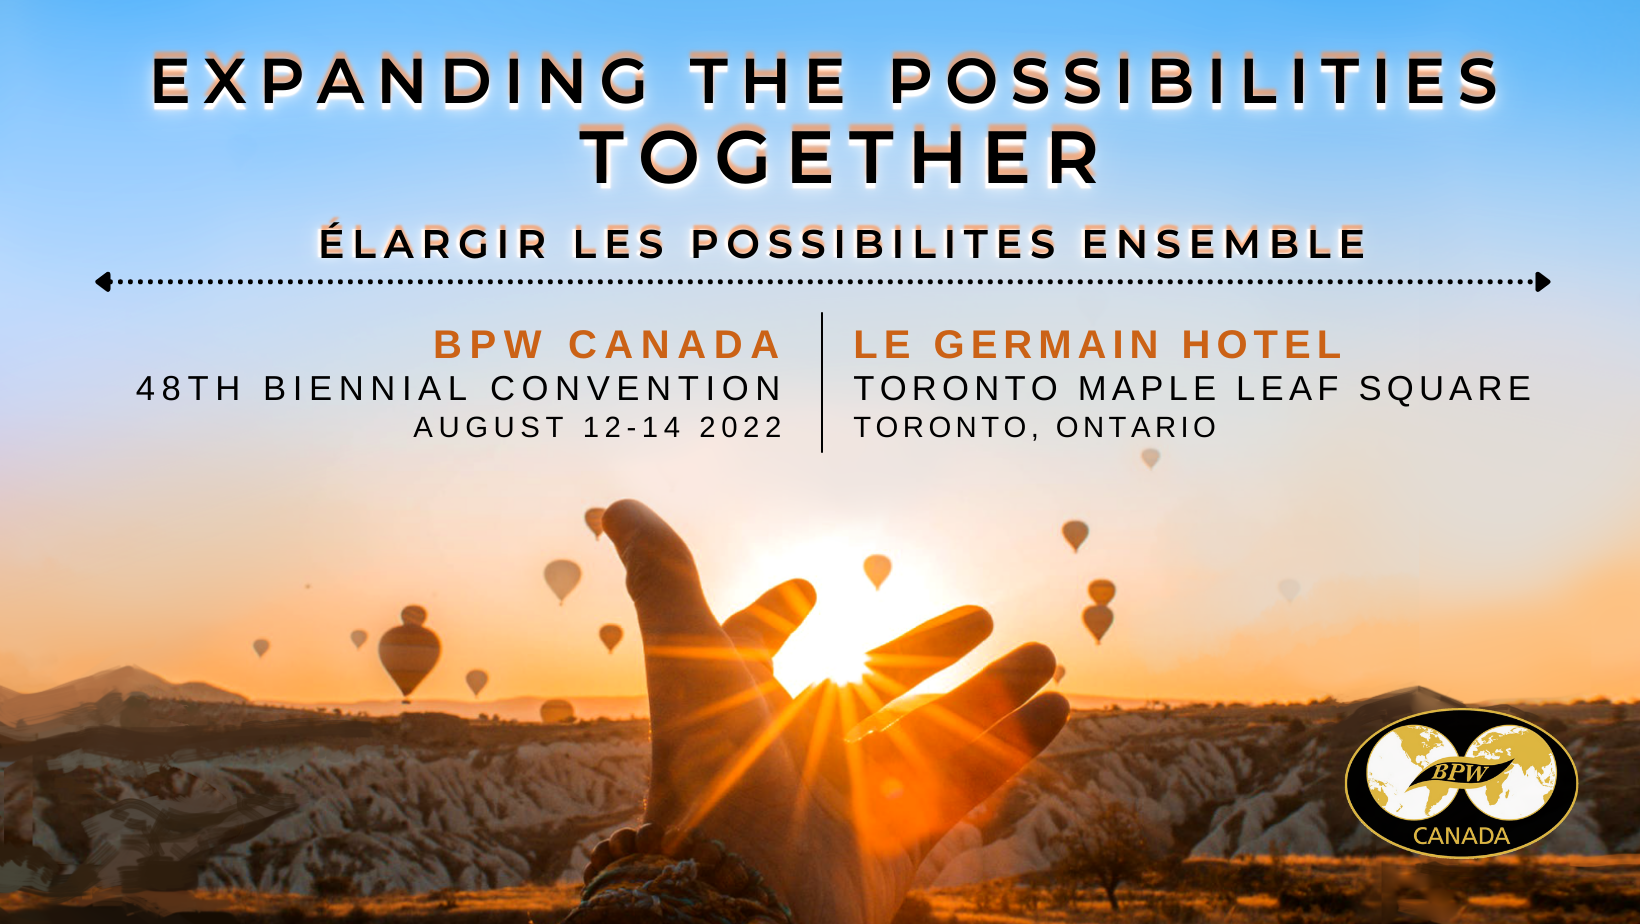 EXPANDING THE POSSIBILITIES
TOGETHER
ÉLARGIR LES POSSIBILITES ENSEMBLE
BPW CANADA
48TH BIENNIAL CONVENTION
AUGUST 12-14 2022
LE GERMAIN HOTEL
TORONTO MAPLE LEAF SQUARE
TORONTO, ONTARIO
BPW
CANADA